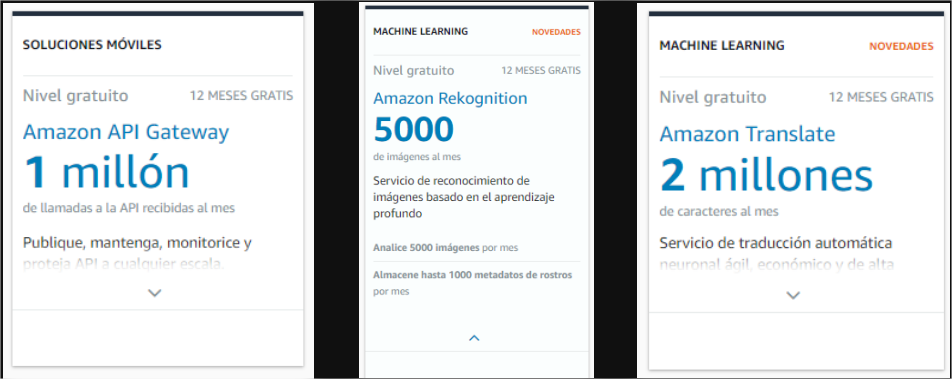 SOLUCIONES MÓVILES
Nivel gratuito 12 MESES GRATIS
Amazon API Gateway
1 millón
de llamadas a la API recibidas al mes
Publique, mantenga, monitorice y
proteja API a cualquier escala.
MACHINE LEARNING NOVEDADES
Nivel gratuito 12 MESES GRATIS
Amazon Rekognition
5000
de imágenes al mes
Servicio de reconocimiento de
imágenes basado en el aprendizaje
profundo
Analice 5000 imágenes por mes
Almacene hasta 1000 metadatos de rostros
por mes
MACHINE LEARNING NOVEDADES
Nivel gratuito 12 MESES GRATIS
Amazon Translate
2 millones
de caracteres al mes
Servicio de traducción automática
neuronal ágil, económico y de alta